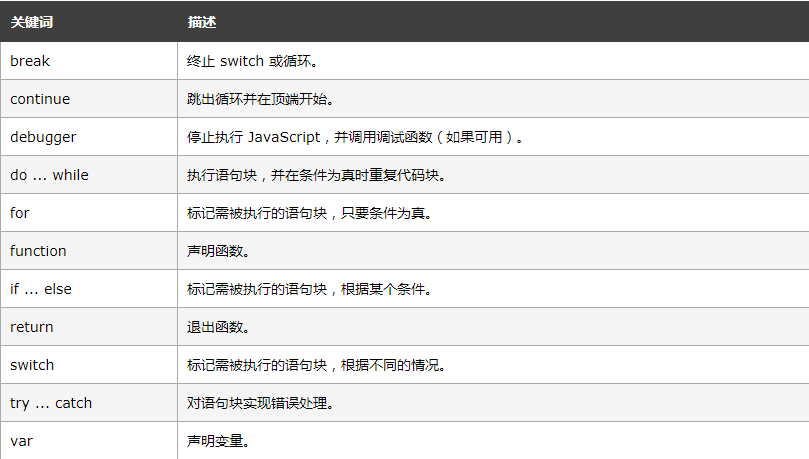 关键词 描述
break 终止 switch 或循环。
continue 跳出循环并在顶端开始。
debugger 停止执行 JavaScript，并调用调试函数（如果可用）。
do ... while 执行语句块，并在条件为真时重复代码块。
for 标记需被执行的语句块，只要条件为真。
function 声明函数。
if ... else 标记需被执行的语句块，根据某个条件。
return 退出函数。
switch 标记需被执行的语句块，根据不同的情况。
try ... catch 对语句块实现错误处理。
var 声明变量。